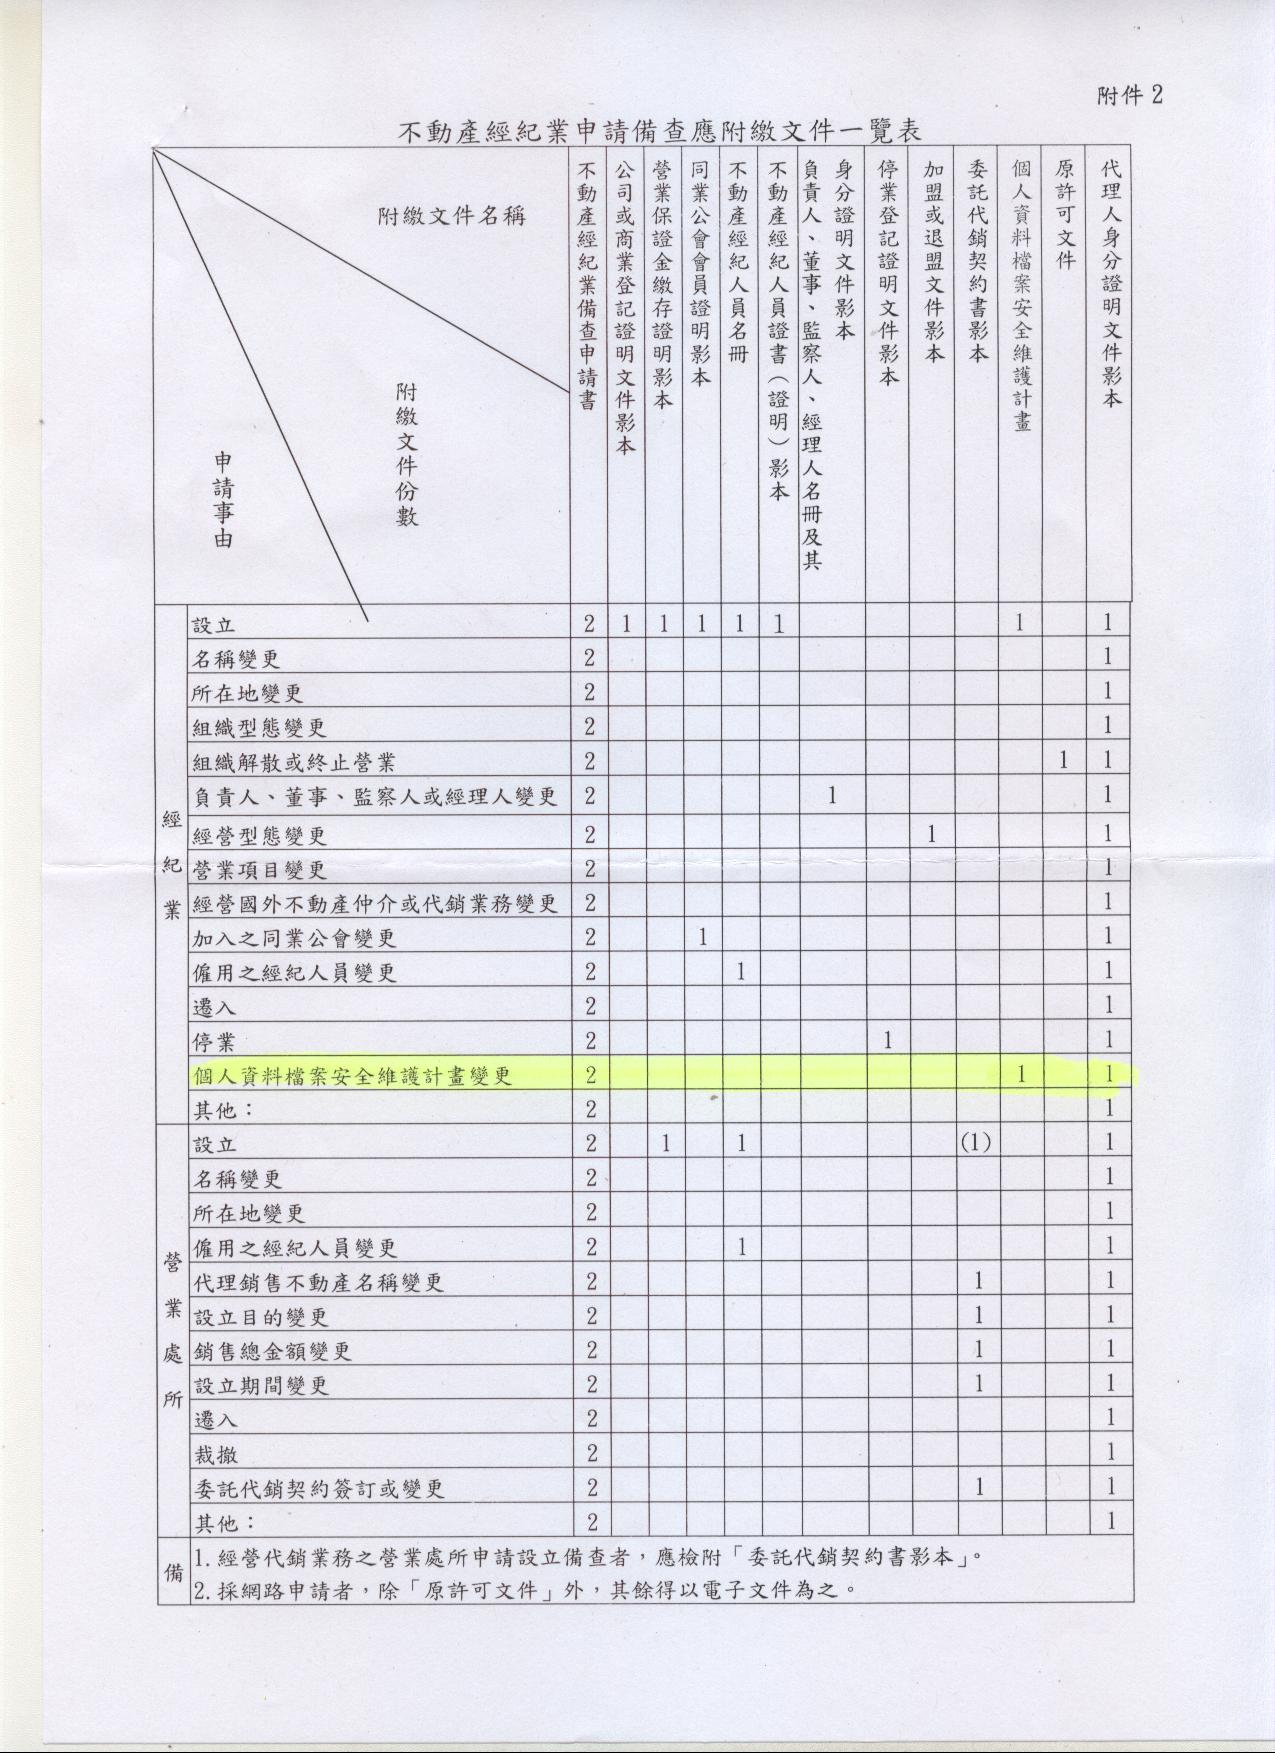 附件2
不動產經紀業申請備查應附繳文件一覽表
附繳文件名稱
附繳文件份數
申請事由
不動產經紀業備查申請書
公司或商業登記證明文件影本
營業保證金繳存證明影本
同業公會會員證明影本
不動產經紀人員名冊
不動產經紀人員證書（證明）影本
負責人、董事、監察人、經理人名冊及其
身分證明文件影本
停業登記證明文件影本
加盟或退盟文件影本
委託代銷契約書影本
個人資料檔案安全維護計畫
原許可文件
代理人身分證明文件影本
經紀業
設立 2 1 1 1 1 1 1 1
名稱變更 2 1
所在地變更 2 1
組織型態變更 2 1
組織解散或終止營業 2 1 1
負責人、董事、監察人或經理人變更 2 1 1
經營型態變更 2 1 1
營業項目變更 2 1
經營國外不動產仲介或代銷業務變更 2 1
加入之同業公會變更 2 1 1
僱用之經紀人員變更 2 1 1
遷入 2 1
停業 2 1 1
個人資料檔案安全維護計畫變更 2 1 1
其他： 2 1
營業處所
設立 2 1 1 (1) 1
名稱變更 2 1
所在地變更 2 1
僱用之經紀人員變更 2 1 1
代理銷售不動產名稱變更 2 1 1
設立目的變更 2 1 1
銷售總金額變更 2 1 1
設立期間變更 2 1 1
遷入 2 1
裁撤 2 1
委託代銷契約簽訂或變更 2 1 1
其他： 2 1
備
1.經營代銷業務之營業處所申請設立備查者，應檢附「委託代銷契約書影本」。
2.採網路申請者，除「原許可文件」外，其餘得以電子文件為之。